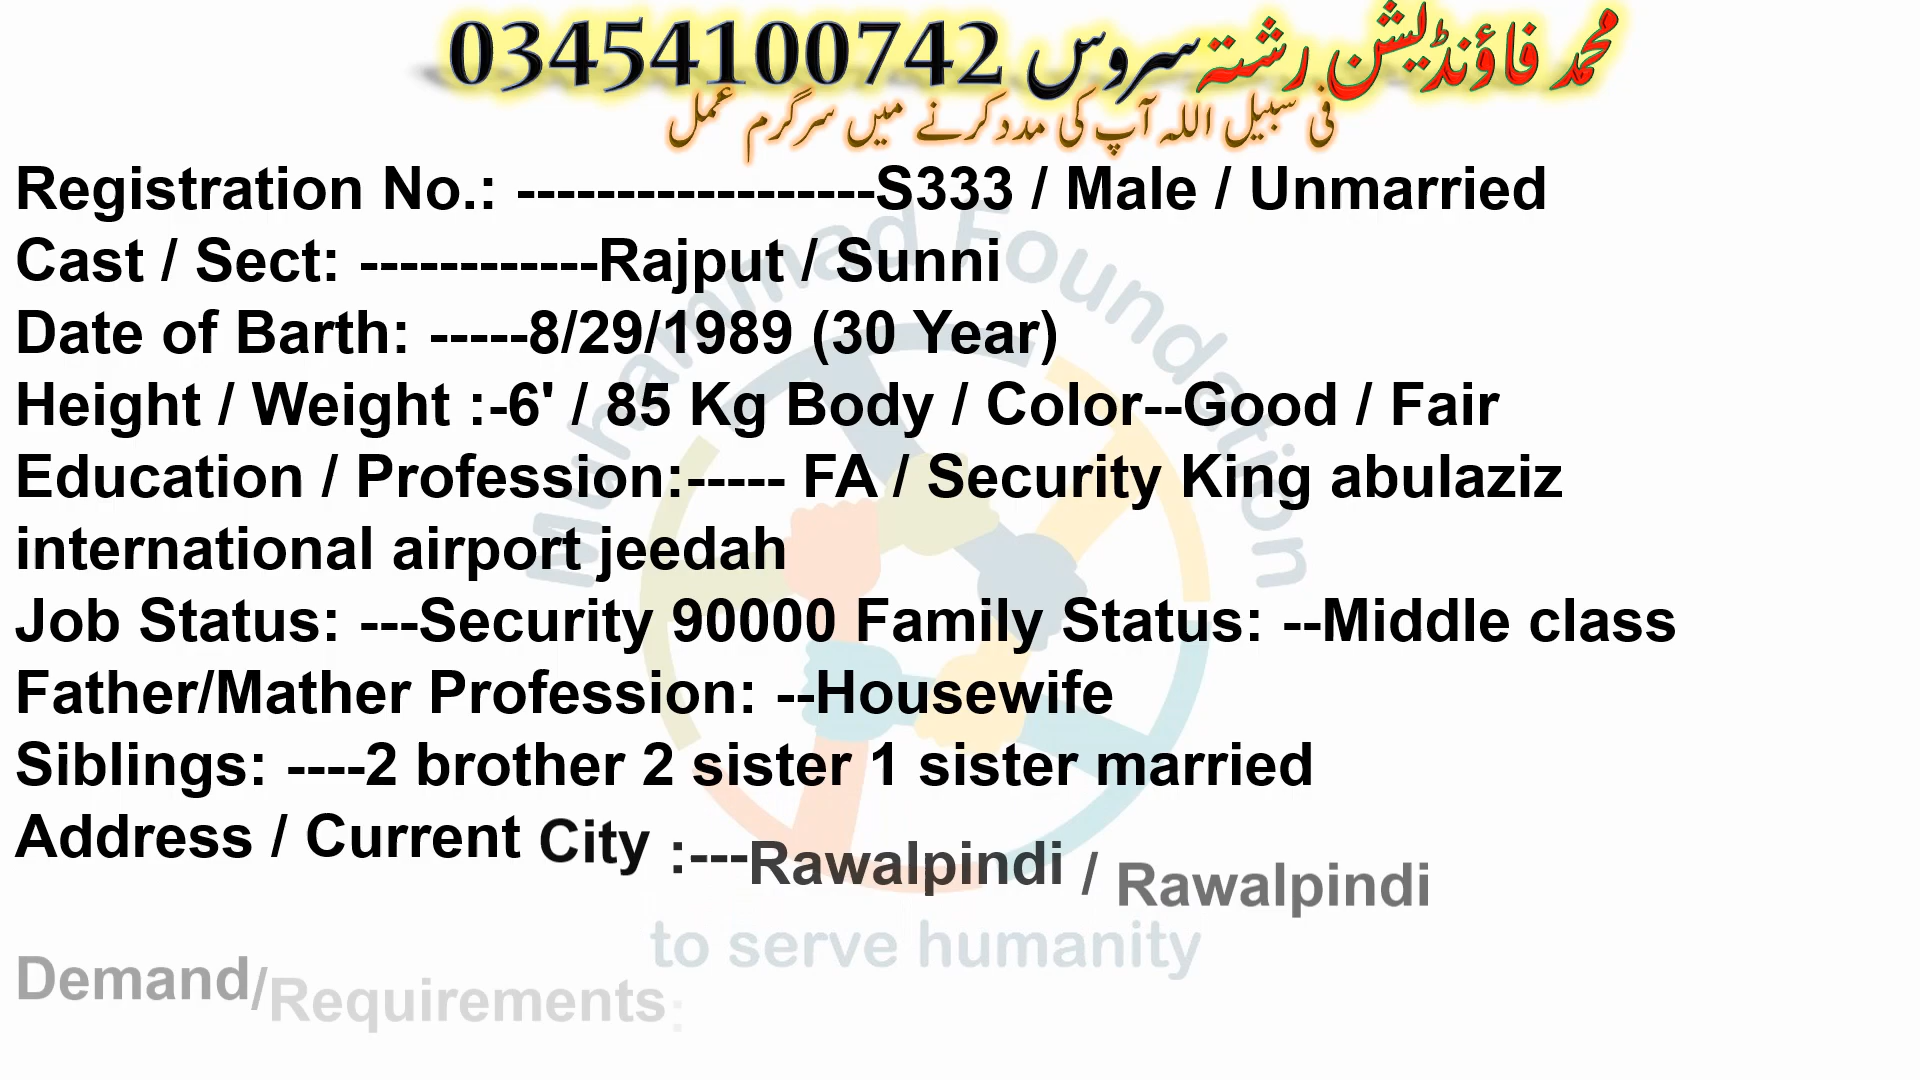 محمد فاؤنڈیشن رشتہ سروس 03454100742
فی سبیل اللہ آپ کی مدد کرنے میں سرگرم عمل
Registration No.: ------------------S333 / Male / Unmarried
Cast / Sect: ------------Rajput / Sunni
Date of Barth: -----8/29/1989 (30 Year)
Height / Weight :-6' / 85 Kg Body / Color--Good / Fair
Education / Profession:----- FA / Security King abulaziz
international airport jeedah
Job Status: ---Security 90000 Family Status: --Middle class
Father/Mather Profession: --Housewife
Siblings: ----2 brother 2 sister 1 sister married
Address / Current City :---Rawalpindi / Rawalpindi
Demand/Requirements:
Muhammad Foundation
to serve humanity